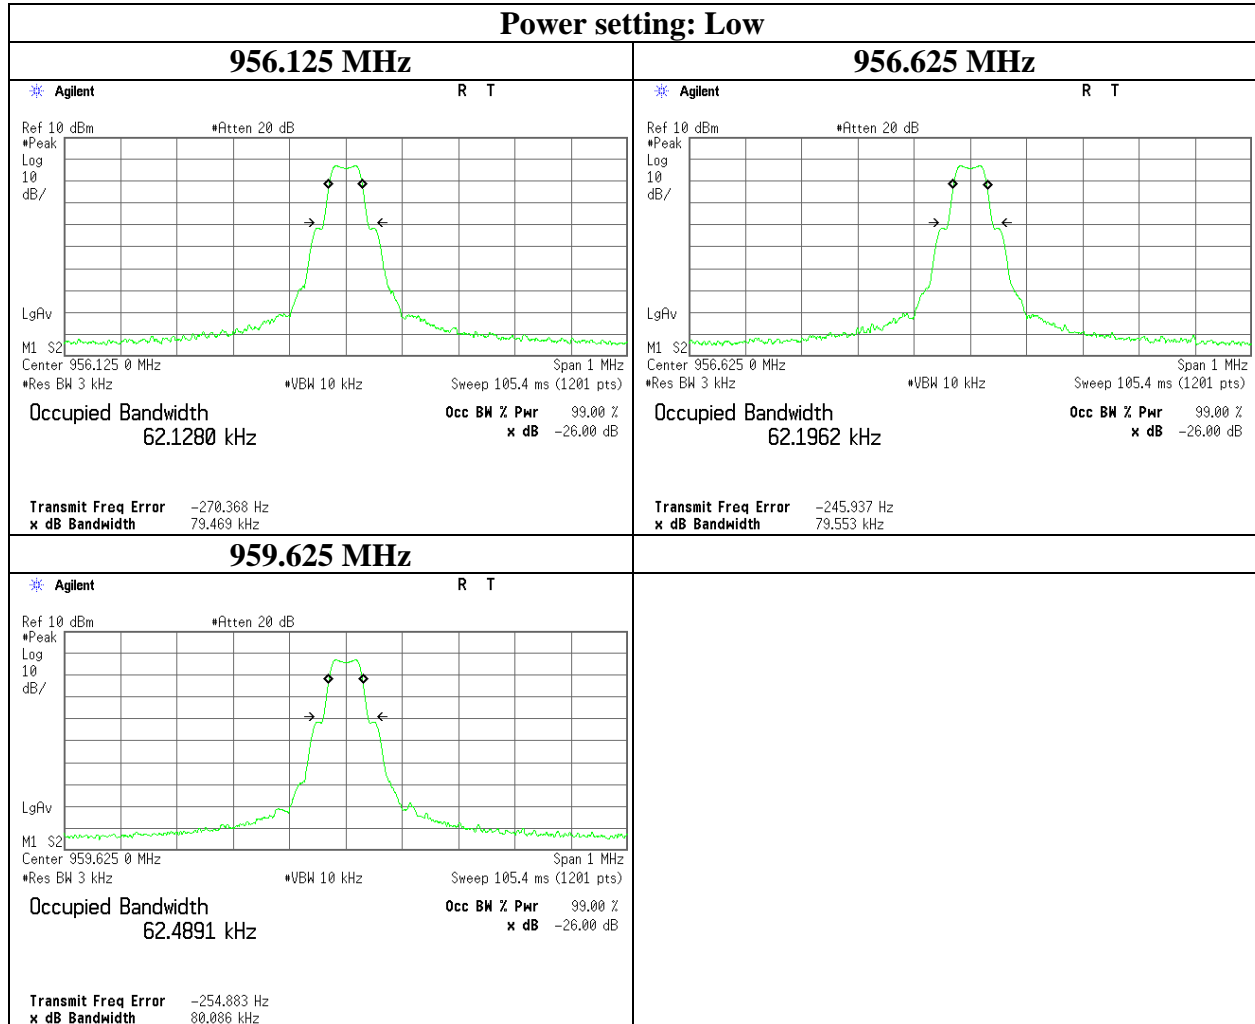 Power setting: Low
956.125 MHz
956.625 MHz
Agilent R T
Ref 10 dBm #Atten 20 dB
#Peak
Log
10
dB/
LgAv
M1 S2
Center 956.125 0 MHz Span 1 MHz
#Res BW 3 kHz #VBW 10 kHz Sweep 105.4 ms (1201 pts)
Occupied Bandwidth Occ BW % Pwr 99.00 %
62.1280 kHz x dB -26.00 dB
Transmit Freq Error -270.368 Hz
x dB Bandwidth 79.469 kHz
Agilent R T
Ref 10 dBm #Atten 20 dB
#Peak
Log
10
dB/
LgAv
M1 S2
Center 956.625 0 MHz Span 1 MHz
#Res BW 3 kHz #VBW 10 kHz Sweep 105.4 ms (1201 pts)
Occupied Bandwidth Occ BW % Pwr 99.00 %
62.1962 kHz x dB -26.00 dB
Transmit Freq Error -245.937 Hz
x dB Bandwidth 79.553 kHz
959.625 MHz
Agilent R T
Ref 10 dBm #Atten 20 dB
#Peak
Log
10
dB/
LgAv
M1 S2
Center 959.625 0 MHz Span 1 MHz
#Res BW 3 kHz #VBW 10 kHz Sweep 105.4 ms (1201 pts)
Occupied Bandwidth Occ BW % Pwr 99.00 %
62.4891 kHz x dB -26.00 dB
Transmit Freq Error -254.883 Hz
x dB Bandwidth 80.086 kHz